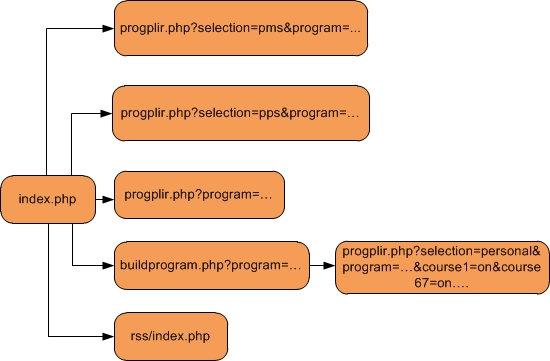 progplir.php?selection=pms&program=...
progplir.php?selection=pps&program=…
index.php
progplir.php?program=…
buildprogram.php?program=…
progplir.php?selection=personal&
program=…&course1=on&course
67=on….
rss/index.php